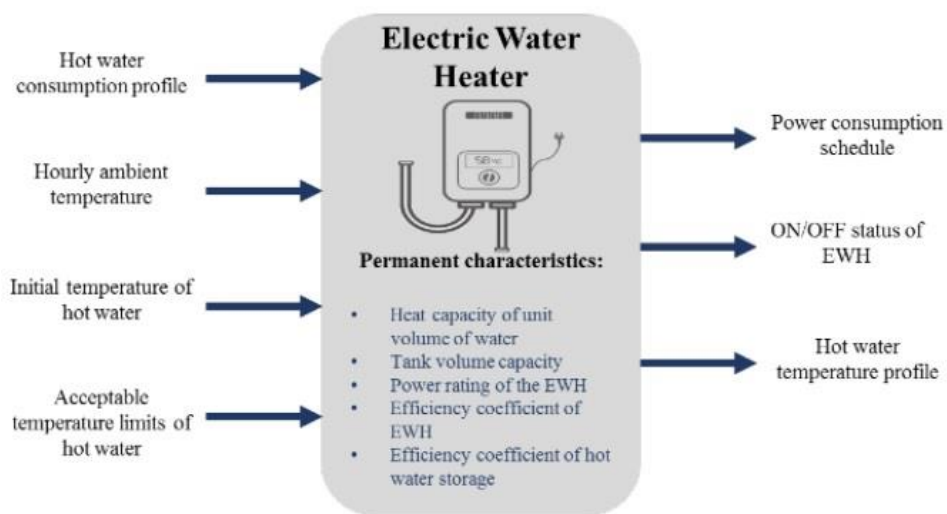 Electric Water
Heater
Hot water
consumption profile
Hourly ambient
temperature
Initial temperature of
hot water
Acceptable
temperature limits of
hot water
58°C
Permanent characteristics:
• Heat capacity of unit
volume of water
• Tank volume capacity
• Power rating of the EWH
• Efficiency coefficient of
EWH
• Efficiency coefficient of hot
water storage
Power consumption
schedule
ON/OFF status of
EWH
Hot water
temperature profile